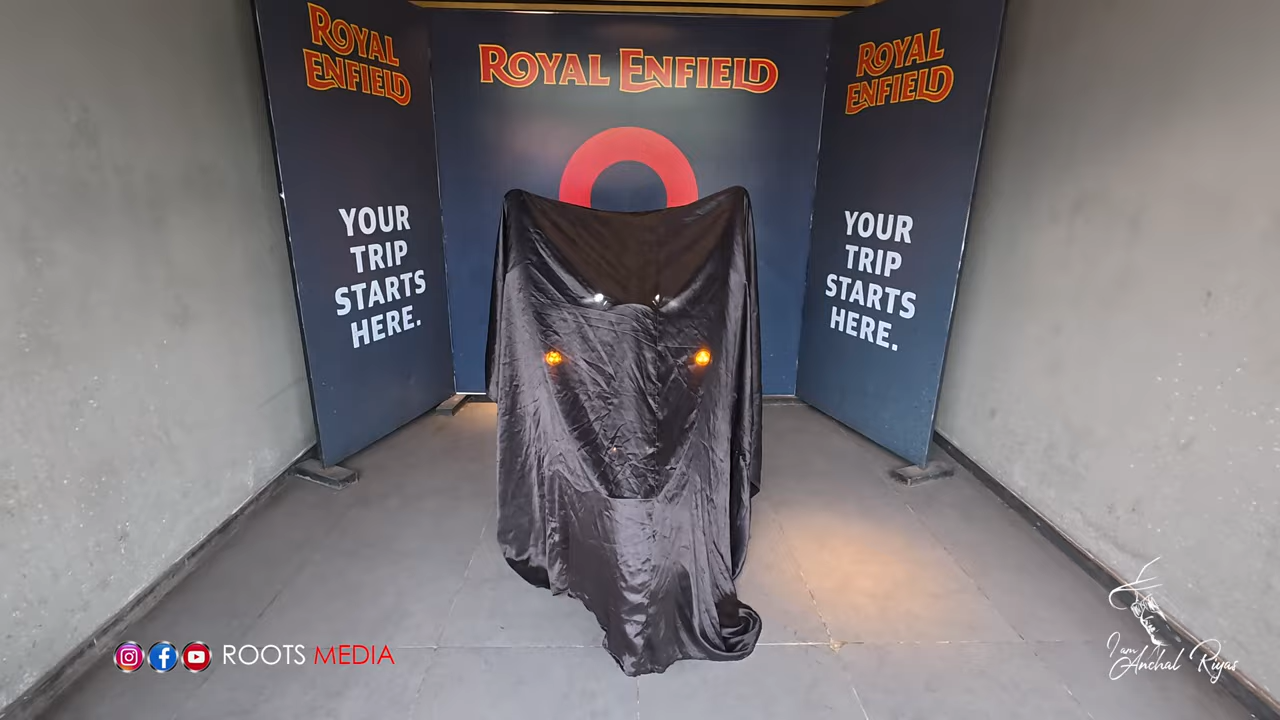 ROYAL
ENFIELD
YOUR
TRIP
STARTS
HERE.
ROYAL ENFIELD
ROYAL
ENFIELD
YOUR
TRIP
STARTS
HERE.
ROOTS MEDIA
I am
Anchal Riyas